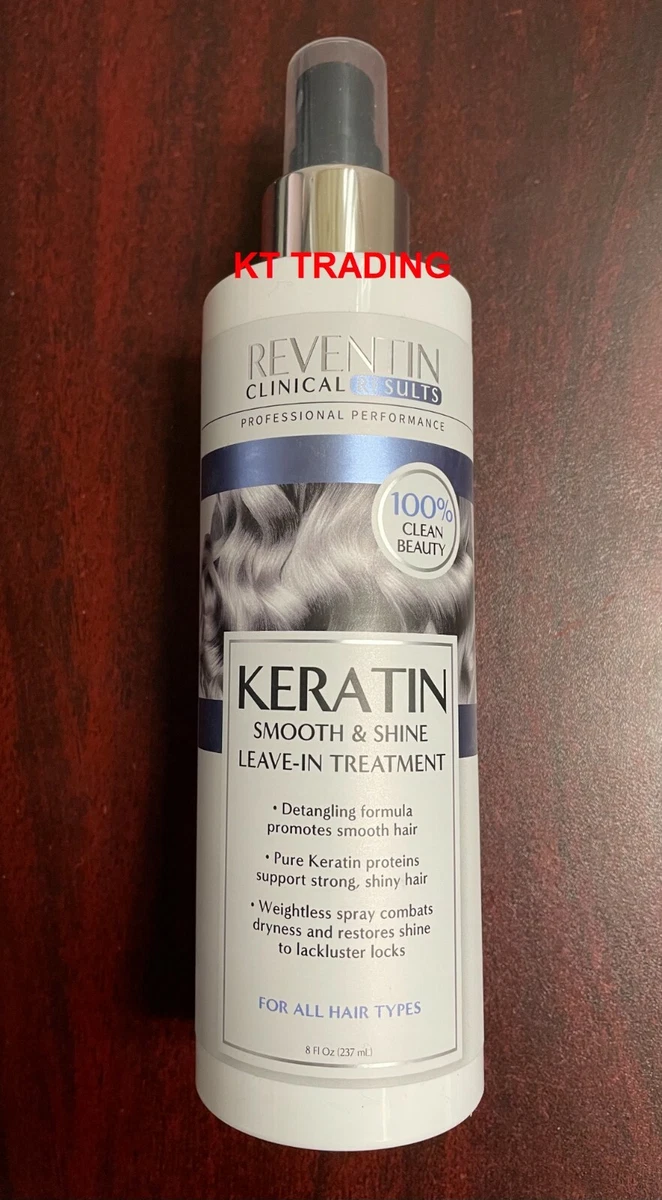 KT TRADING
REVENTIN
CLINICAL RESULTS
PROFESSIONAL PERFORMANCE
100%
CLEAN
BEAUTY
KERATIN
SMOOTH & SHINE
LEAVE-IN TREATMENT
• Detangling formula
promotes smooth hair
• Pure Keratin proteins
support strong, shiny hair
• Weightless spray combats
dryness and restores shine
to lackluster locks
FOR ALL HAIR TYPES
8 Fl Oz (237 mL)